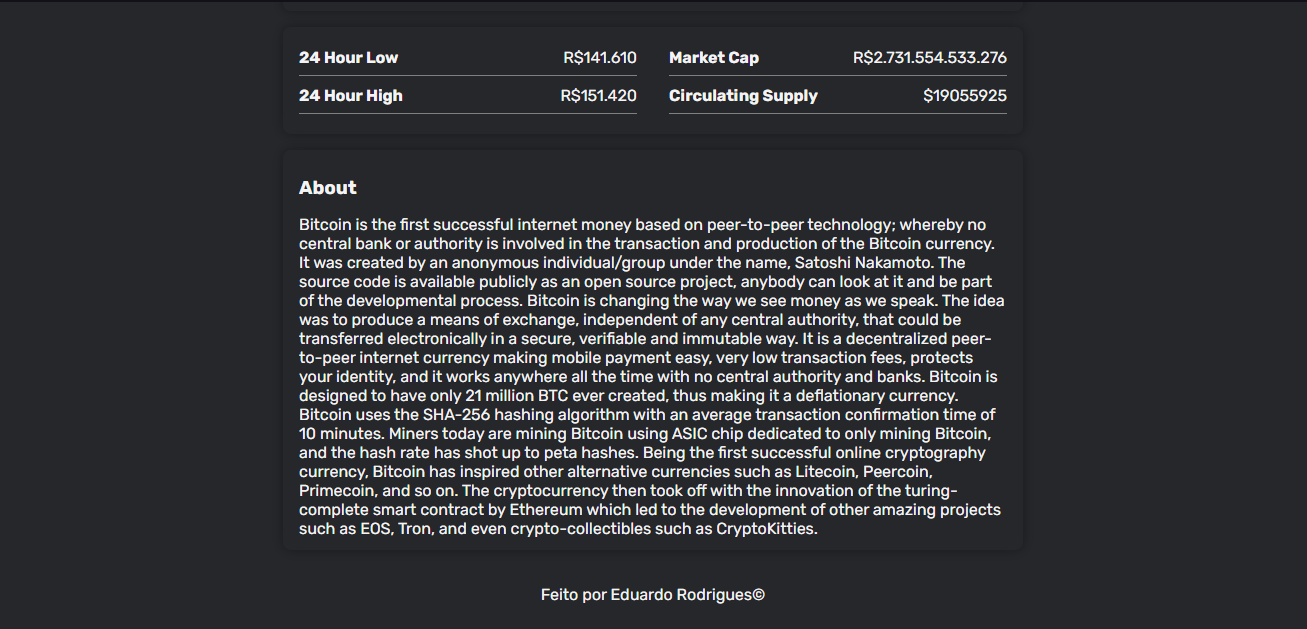 24 Hour Low R$141.610 Market Cap R$2.731.554.533.276
24 Hour High R$151.420 Circulating Supply $19055925
About
Bitcoin is the first successful internet money based on peer-to-peer technology; whereby no
central bank or authority is involved in the transaction and production of the Bitcoin currency.
It was created by an anonymous individual/group under the name, Satoshi Nakamoto. The
source code is available publicly as an open source project, anybody can look at it and be part
of the developmental process. Bitcoin is changing the way we see money as we speak. The idea
was to produce a means of exchange, independent of any central authority, that could be
transferred electronically in a secure, verifiable and immutable way. It is a decentralized peer-
to-peer internet currency making mobile payment easy, very low transaction fees, protects
your identity, and it works anywhere all the time with no central authority and banks. Bitcoin is
designed to have only 21 million BTC ever created, thus making it a deflationary currency.
Bitcoin uses the SHA-256 hashing algorithm with an average transaction confirmation time of
10 minutes. Miners today are mining Bitcoin using ASIC chip dedicated to only mining Bitcoin,
and the hash rate has shot up to peta hashes. Being the first successful online cryptography
currency, Bitcoin has inspired other alternative currencies such as Litecoin, Peercoin,
Primecoin, and so on. The cryptocurrency then took off with the innovation of the turing-
complete smart contract by Ethereum which led to the development of other amazing projects
such as EOS, Tron, and even crypto-collectibles such as CryptoKitties.
Feito por Eduardo Rodrigues©